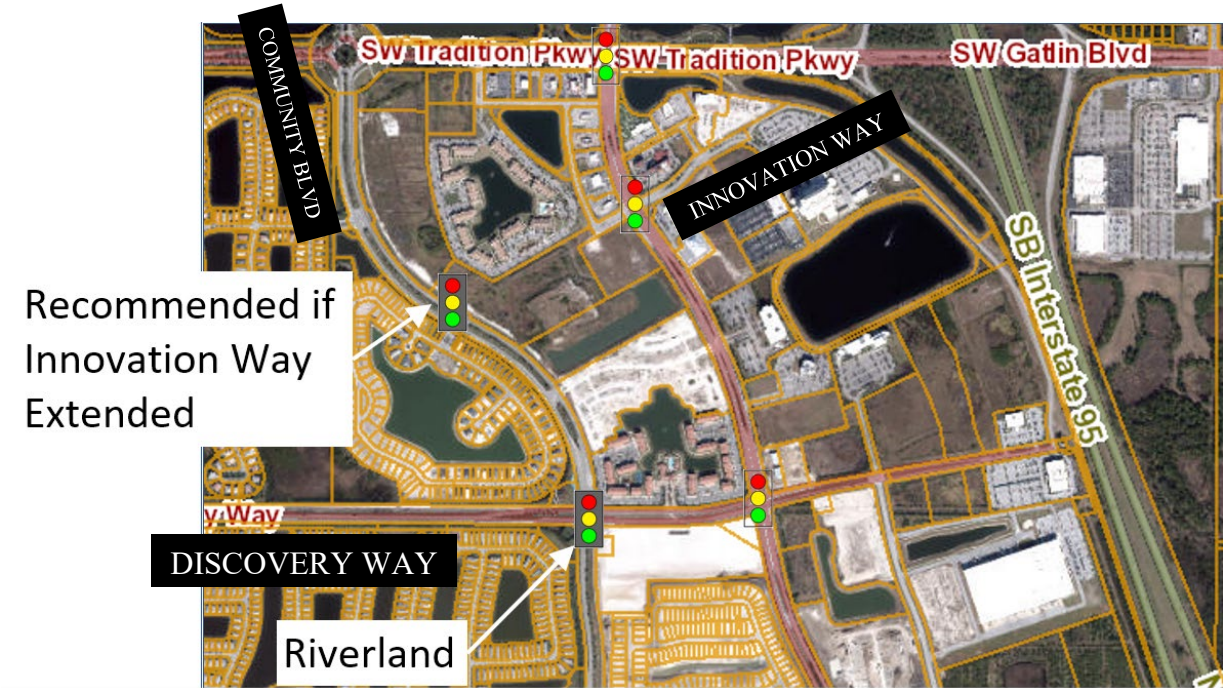 COMMUNITY BLVD
SW Tradition Pkwy
SW Tradition Pkwy
SW Gatlin Blvd
INNOVATION WAY
SB Interstate 95
Recommended if
Innovation Way
Extended
y Way
DISCOVERY WAY
Riverland
N